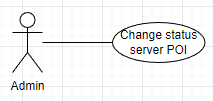 Change status
server POI
Admin